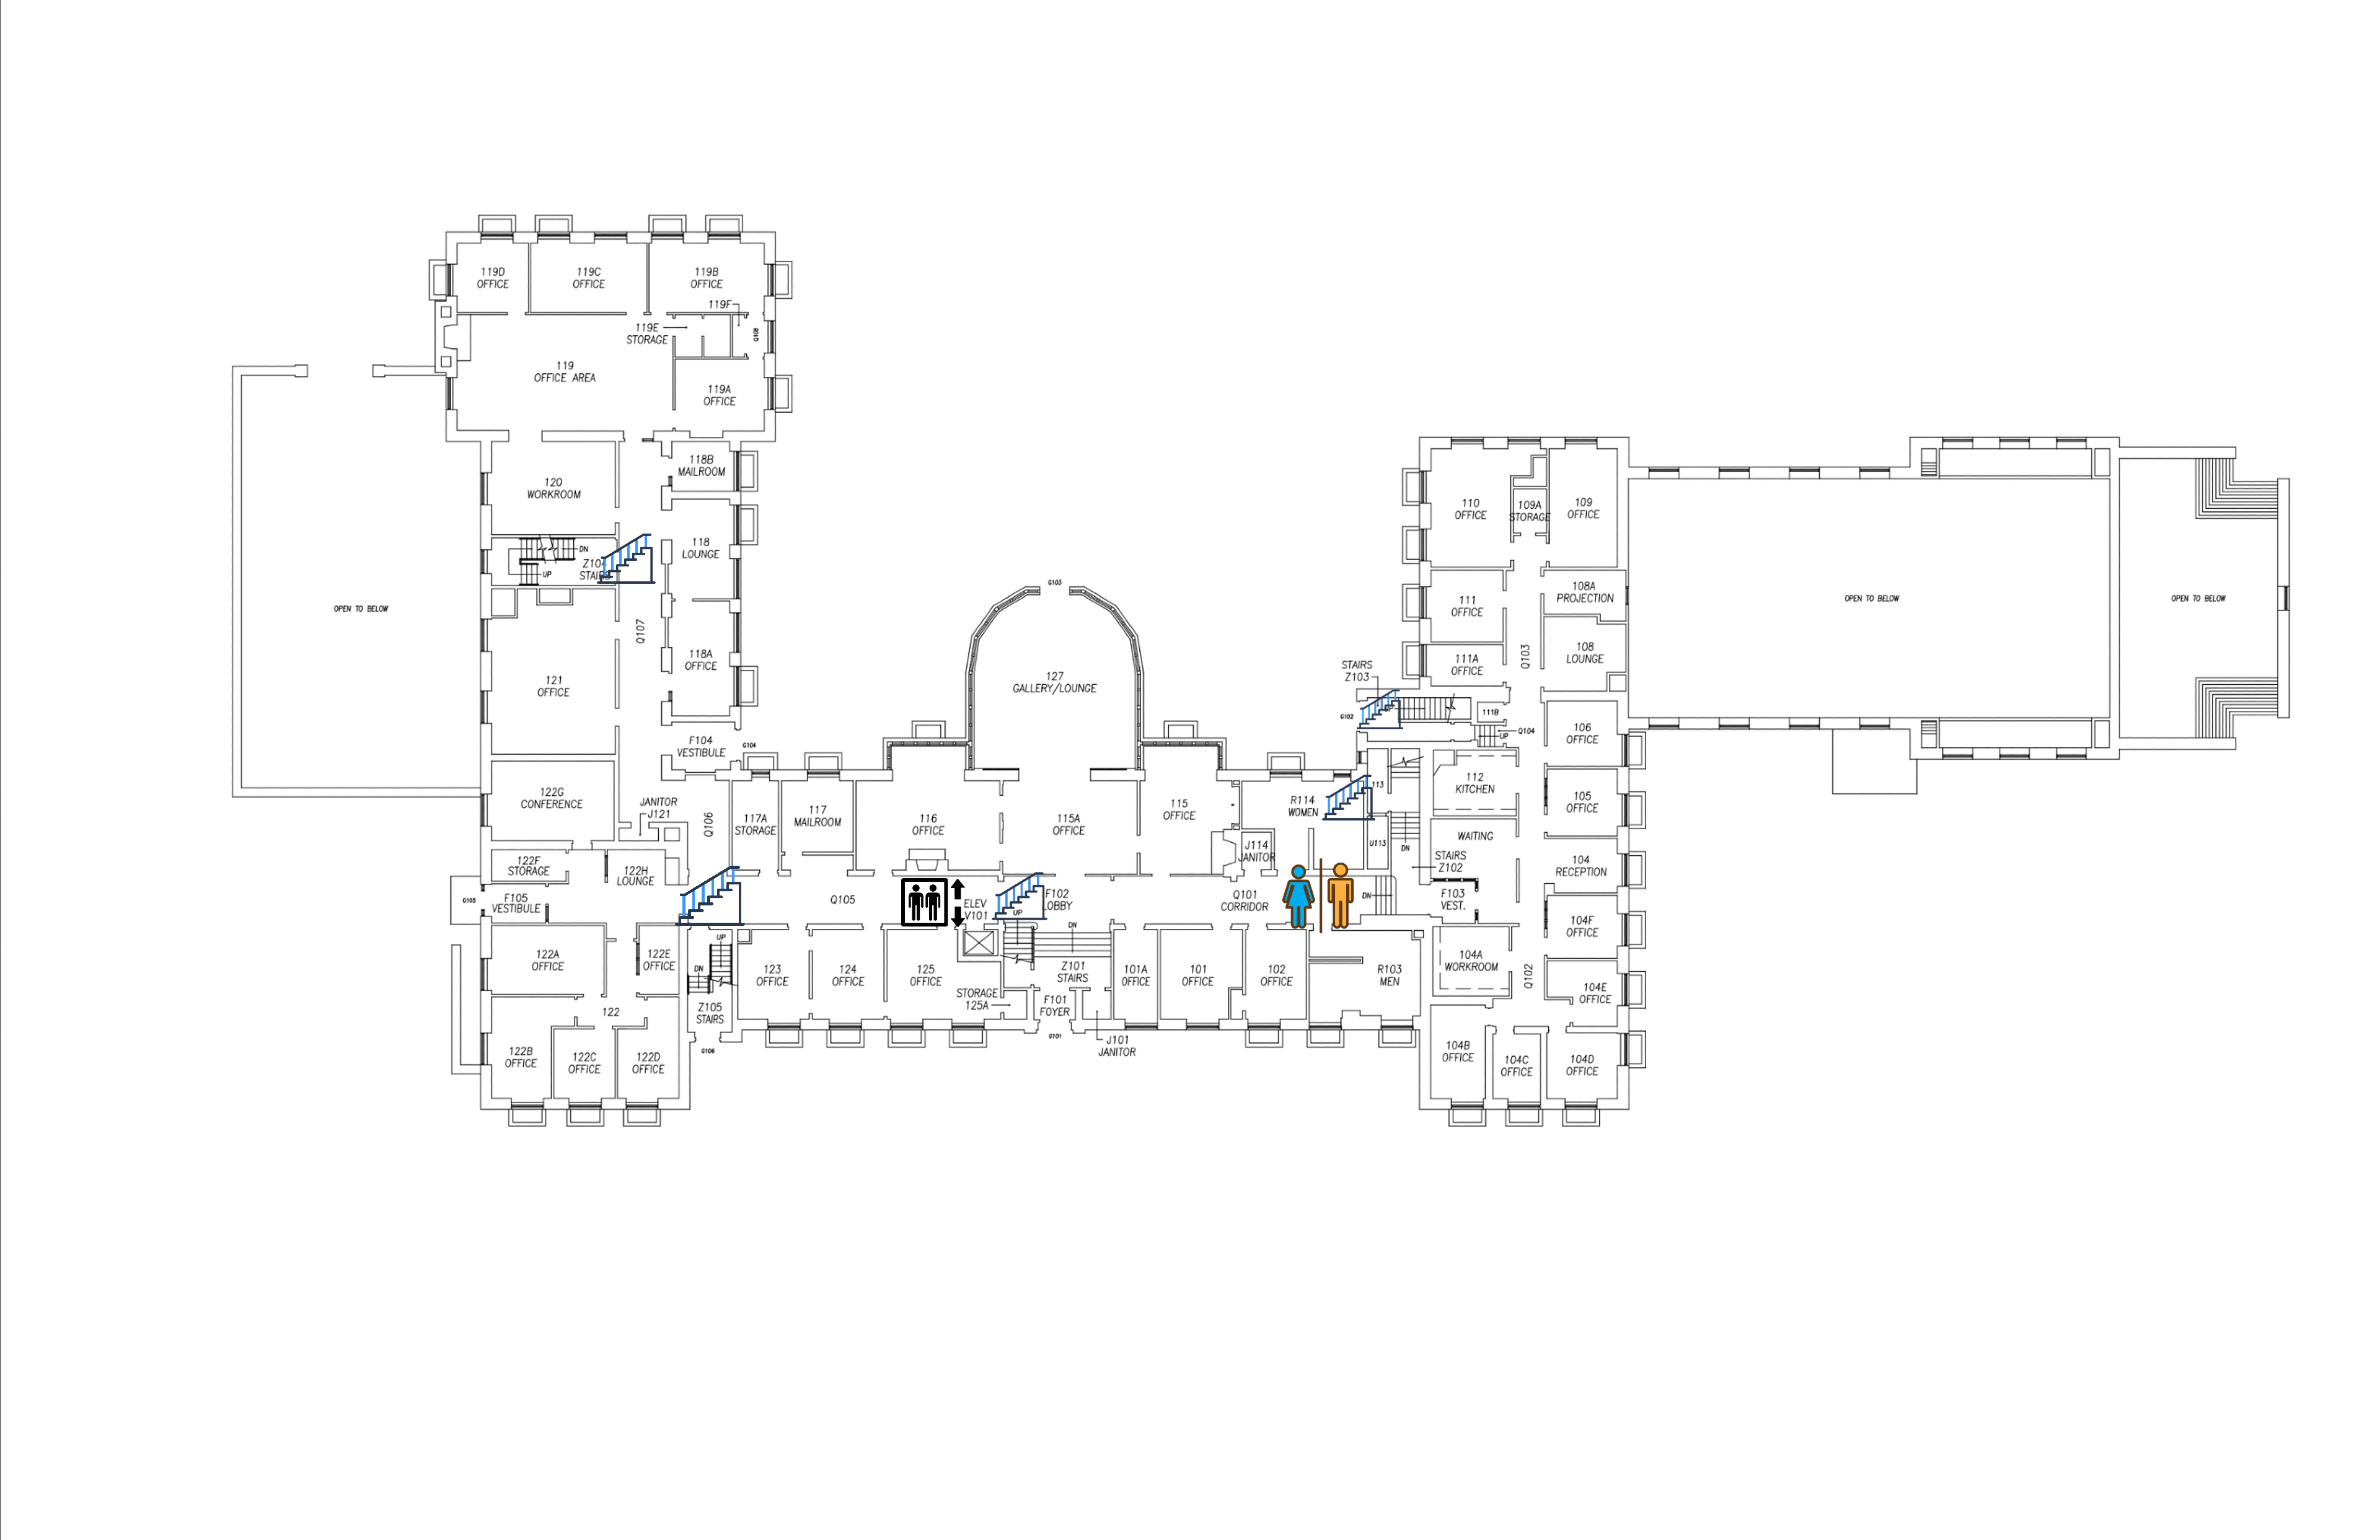 119D
OFFICE
119C
OFFICE
119B
OFFICE
119F
119E
STORAGE
Q108
119
OFFICE AREA
119A
OFFICE
118B
MAILROOM
120
WORKROOM
118
LOUNGE
DN
UP
Z104
STAIRS
OPEN TO BELOW
Q107
118A
OFFICE
121
OFFICE
F104
VESTIBULE
G104
122G
CONFERENCE
JANITOR
J121
Q106
117A
STORAGE
117
MAILROOM
116
OFFICE
115A
OFFICE
115
OFFICE
127
GALLERY/LOUNGE
G103
122F
STORAGE
122H
LOUNGE
G105
F105
VESTIBULE
Q105
ELEV
V101
UP
F102
LOBBY
DN
122A
OFFICE
122E
OFFICE
UP
DN
Z105
STAIRS
G106
122
122B
OFFICE
122C
OFFICE
122D
OFFICE
123
OFFICE
124
OFFICE
125
OFFICE
STORAGE
125A
Z101
STAIRS
F101
FOYER
G101
J101
JANITOR
101A
OFFICE
101
OFFICE
102
OFFICE
R103
MEN
Q101
CORRIDOR
J114
JANITOR
R114
WOMEN
113
U113
DN
STAIRS
Z102
DN
F103
VEST.
WAITING
112
KITCHEN
STAIRS
Z103
G102
UP
111B
Q104
UP
110
OFFICE
109A
STORAGE
109
OFFICE
111
OFFICE
108A
PROJECTION
111A
OFFICE
Q103
108
LOUNGE
106
OFFICE
105
OFFICE
104
RECEPTION
104F
OFFICE
104A
WORKROOM
Q102
104E
OFFICE
104B
OFFICE
104C
OFFICE
104D
OFFICE
OPEN TO BELOW
OPEN TO BELOW